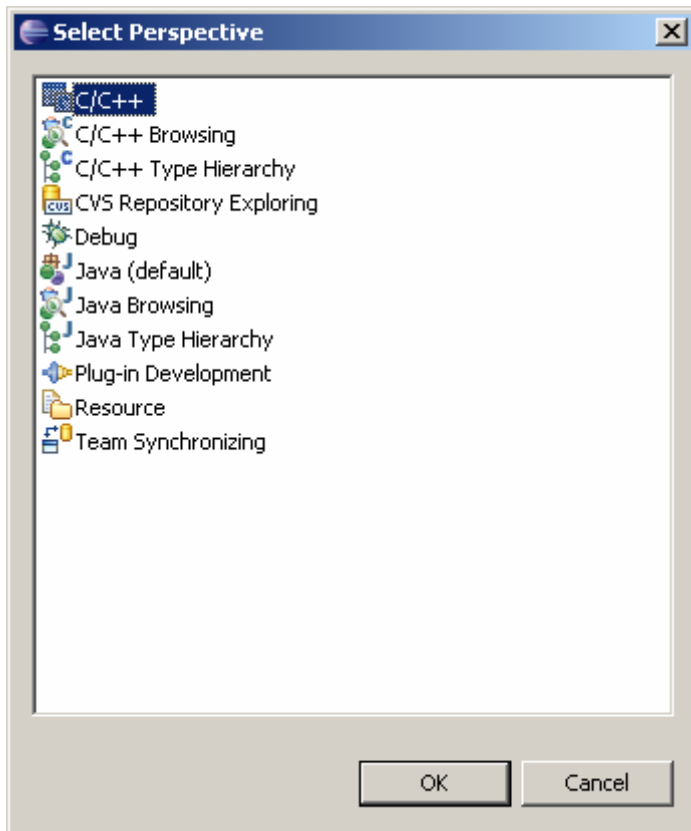 Select Perspective
C/C++
C/C++ Browsing
C/C++ Type Hierarchy
CVS Repository Exploring
Debug
Java (default)
Java Browsing
Java Type Hierarchy
Plug-in Development
Resource
Team Synchronizing
OK
Cancel